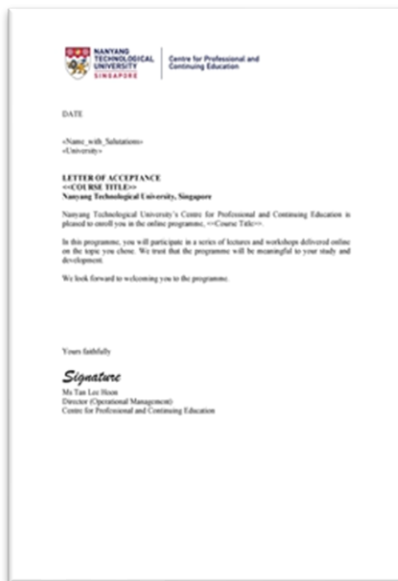 NANYANG
TECHNOLOGICAL
UNIVERSITY
SINGAPORE
Centre for Professional and
Continuing Education
DATE
«Name_with_Salutations»
«University»
LETTER OF ACCEPTANCE
<<COURSE TITLE>>
Nanyang Technological University, Singapore
Nanyang Technological University's Centre for Professional and Continuing Education is
pleased to enroll you in the online programme, <<Course Title>>.
In this programme, you will participate in a series of lectures and workshops delivered online
on the topic you chose. We trust that the programme will be meaningful to your study and
development.
We look forward to welcoming you to the programme.
Yours faithfully
Signature
Ms Tan Lee Hoon
Director (Operational Management)
Centre for Professional and Continuing Education